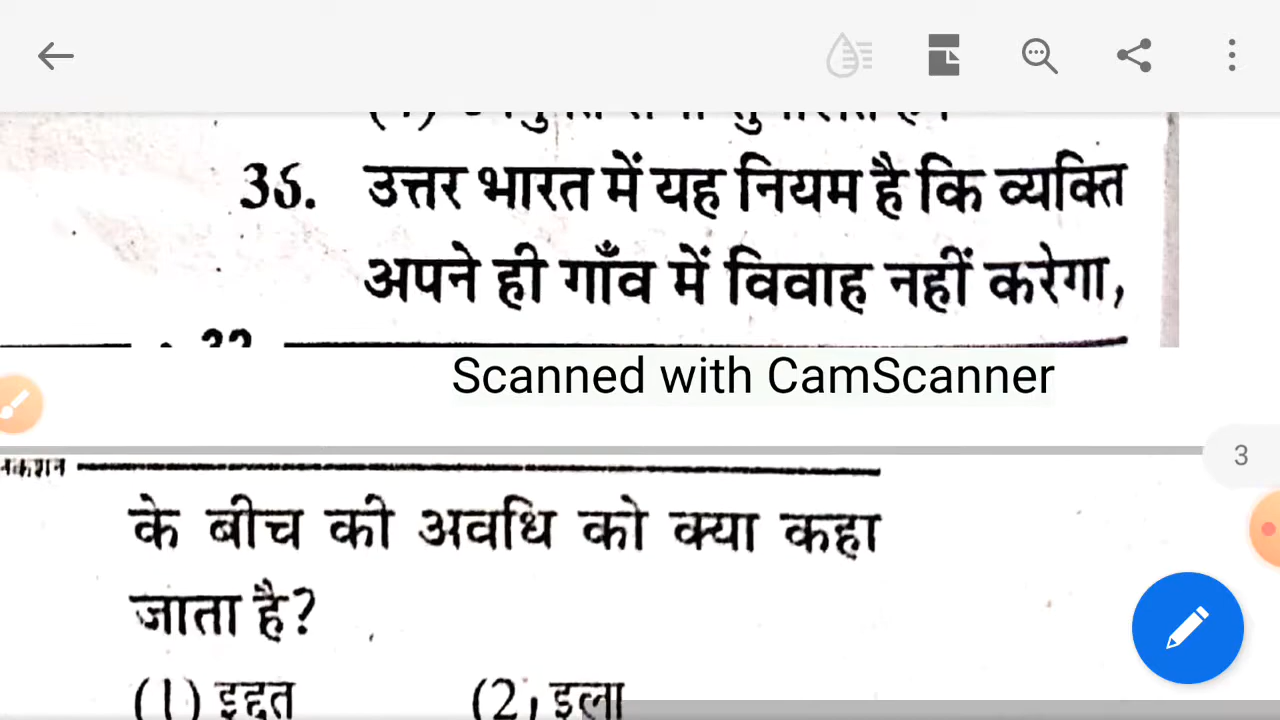 36. उत्तर भारत में यह नियम है कि व्यक्ति
अपने ही गाँव में विवाह नहीं करेगा,
Scanned with CamScanner
3
के बीच की अवधि को क्या कहा
जाता है?
(1) इद्दत (2) इला